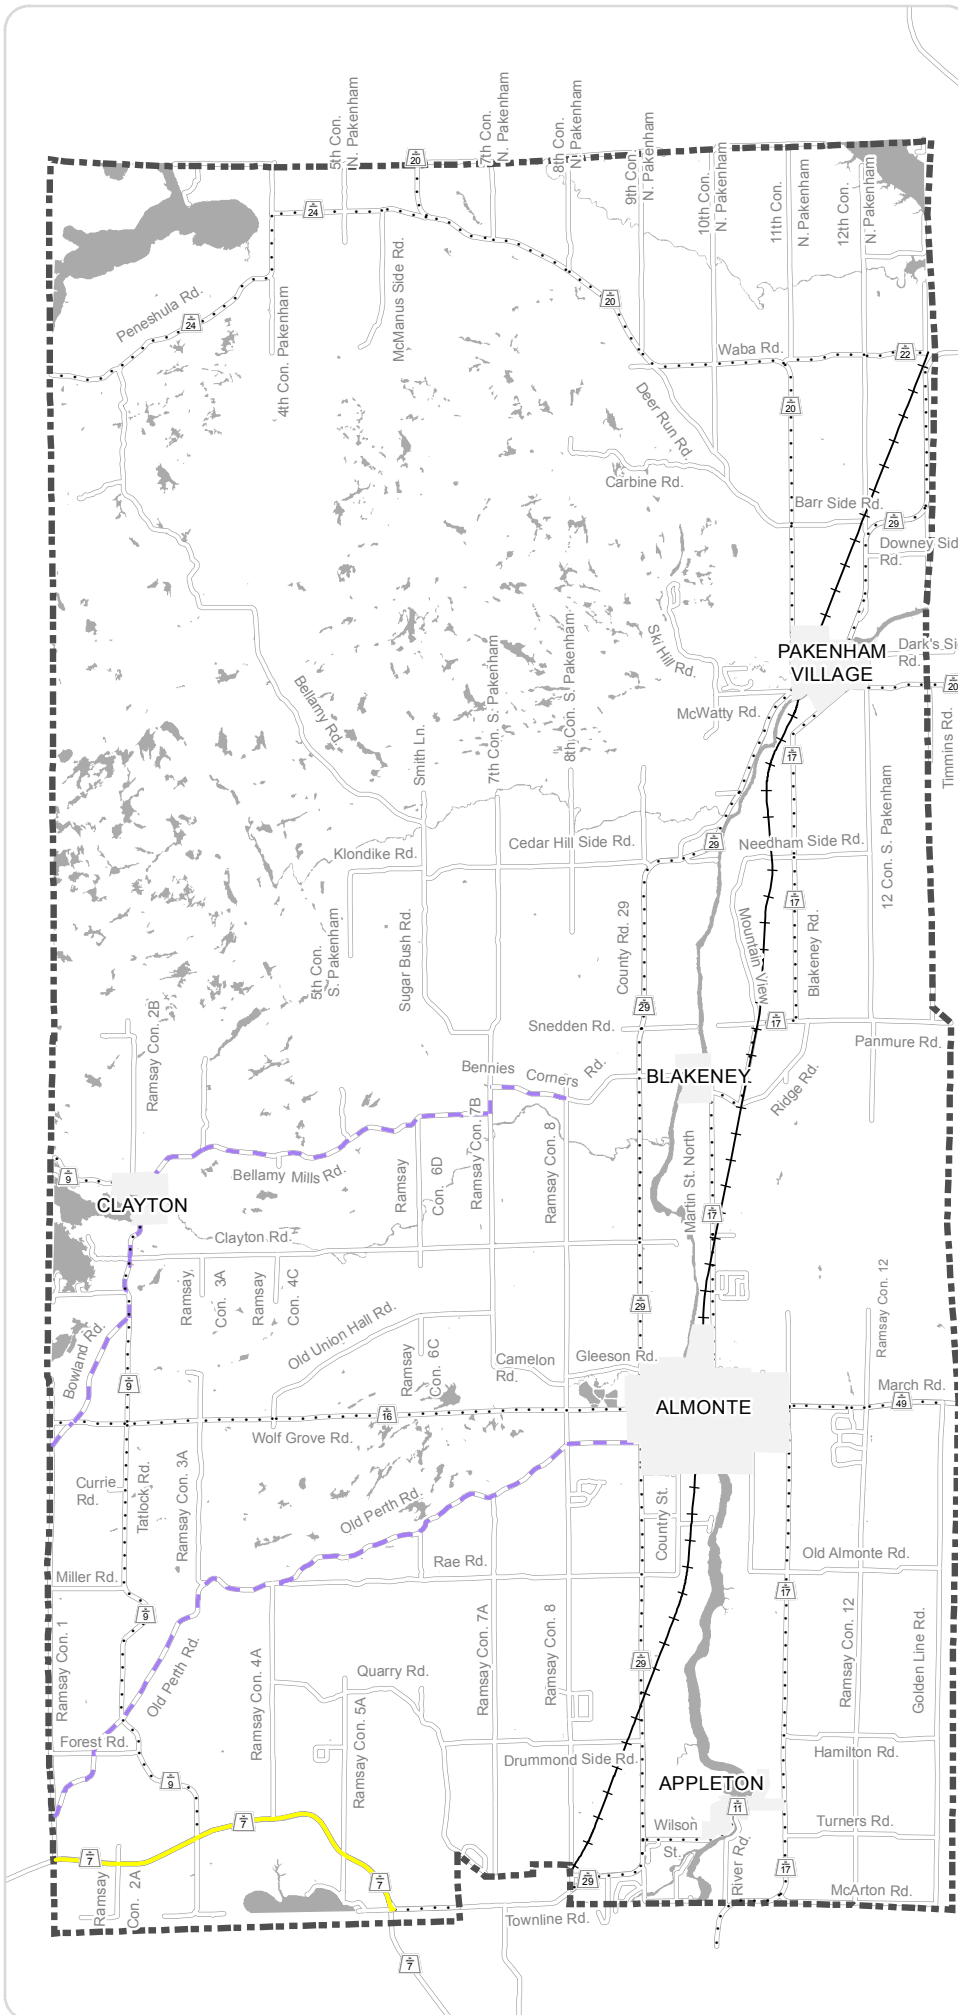 5th Con.
N. Pakenham
7th Con.
N. Pakenham
8th Con.
N. Pakenham
9th Con.
N. Pakenham
10th Con.
N. Pakenham
11th Con.
N. Pakenham
12th Con.
N. Pakenham
20
24
Peneshula Rd.
24
4th Con. Pakenham
McManus Side Rd.
20
Waba Rd.
22
20
Deer Run Rd.
Carbine Rd.
Barr Side Rd.
29
Downey Sid
Rd.
Ski Hill Rd.
PAKENHAM
VILLAGE
Dark's Si
Rd.
20
McWatty Rd.
Timmins Rd.
Bellamy Rd.
Smith Ln.
7th Con. S. Pakenham
8th Con. S. Pakenham
17
29
Klondike Rd.
Cedar Hill Side Rd.
Needham Side Rd.
12 Con. S. Pakenham
17
5th Con.
S. Pakenham
Sugar Bush Rd.
County Rd. 29
Mountain View
Blakeney Rd.
29
Snedden Rd.
17
Panmure Rd.
Ramsay Con. 2B
Bennies Corners Rd.
BLAKENEY
Ridge Rd.
9
Bellamy Mills Rd.
Ramsay
Con. 6D
Ramsay Con. 7B
Ramsay Con. 8
Martin St. North
17
CLAYTON
Clayton Rd.
Ramsay
Con. 3A
Ramsay
Con. 4C
29
Ramsay Con. 12
Bowland Rd.
Old Union Hall Rd.
Ramsay
Con. 6C
Camelon
Rd.
Gleeson Rd.
9
16
ALMONTE
March Rd.
49
Wolf Grove Rd.
Currie
Rd.
Tatlock Rd.
Ramsay Con. 3A
Old Perth Rd.
Country St.
Rae Rd.
Old Almonte Rd.
Miller Rd.
9
17
Ramsay Con. 1
Old Perth Rd.
Ramsay Con. 4A
Quarry Rd.
Ramsay Con. 5A
Ramsay Con. 7A
Ramsay Con. 8
29
Ramsay Con. 12
Golden Line Rd.
Forest Rd.
Drummond Side Rd.
Hamilton Rd.
9
APPLETON
11
7
Wilson
St.
Turners Rd.
7
Ramsay
Con. 2A
7
29
River Rd.
17
McArton Rd.
Townline Rd.
7